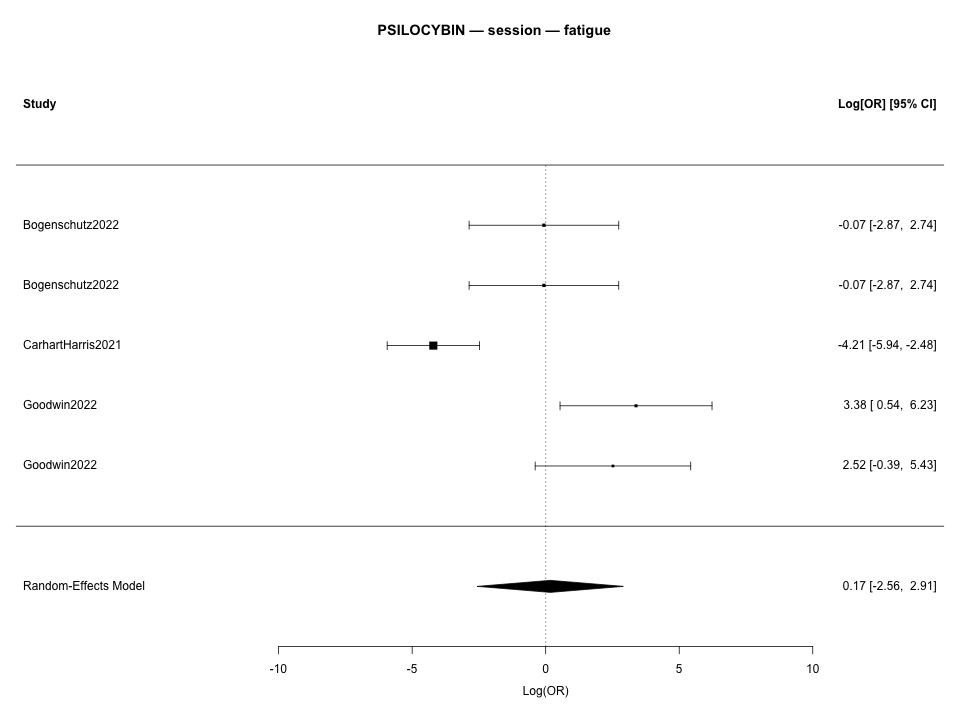 PSILOCYBIN — session — fatigue
Study Log[OR] [95% CI]
Bogenschutz2022 -0.07 [-2.87, 2.74]
Bogenschutz2022 -0.07 [-2.87, 2.74]
CarhartHarris2021 -4.21 [-5.94, -2.48]
Goodwin2022 3.38 [ 0.54, 6.23]
Goodwin2022 2.52 [-0.39, 5.43]
Random-Effects Model 0.17 [-2.56, 2.91]
-10 -5 0 5 10
Log(OR)